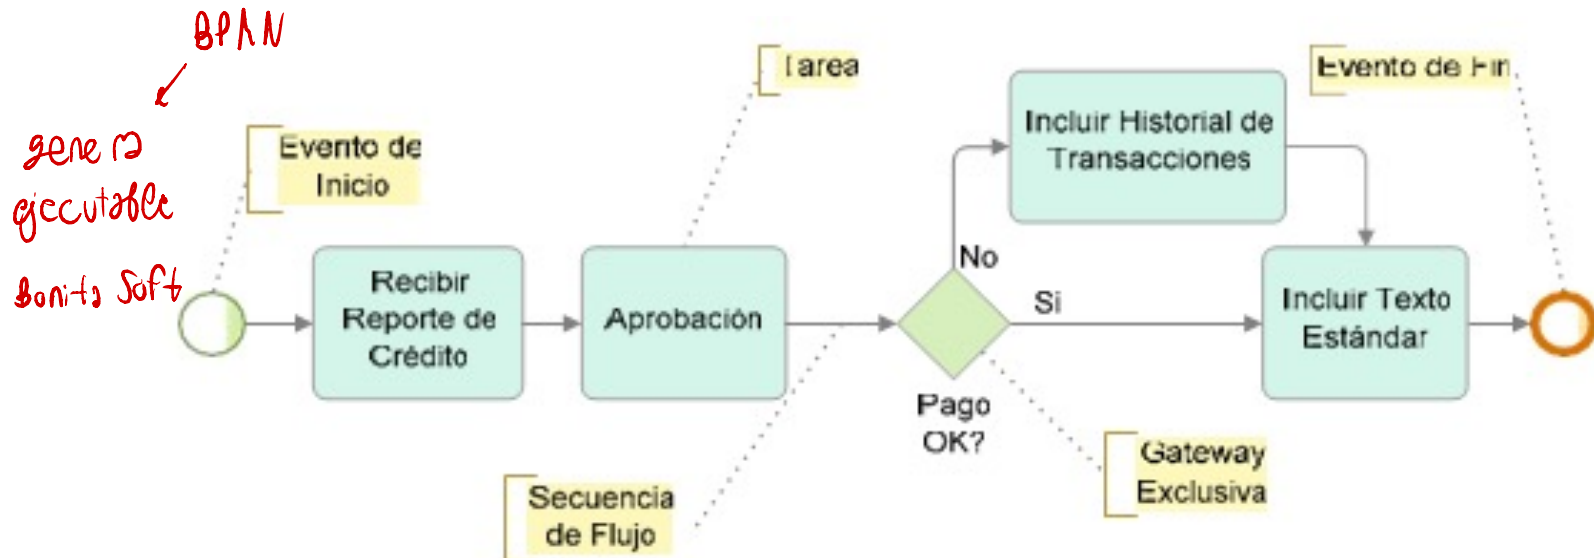 BPMN
genera
ejecutable
Bonita Soft
Evento de
Inicio
Tarea
Evento de Fin
Incluir Historial de
Transacciones
No
Si
Recibir
Reporte de
Crédito
Aprobación
Incluir Texto
Estándar
Pago
OK?
Gateway
Exclusiva
Secuencia
de Flujo